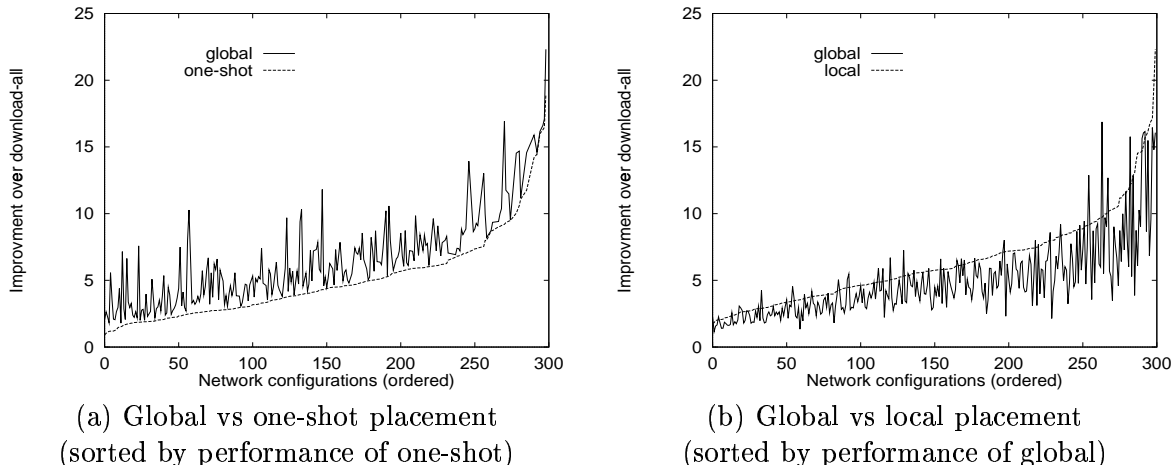 25
20
15
10
5
0
Improvment over download-all
global
one-shot
0 50 100 150 200 250 300
Network configurations (ordered)
(a) Global vs one-shot placement
(sorted by performance of one-shot)
25
20
15
10
5
0
Improvment over download-all
global
local
0 50 100 150 200 250 300
Network configurations (ordered)
(b) Global vs local placement
(sorted by performance of global)